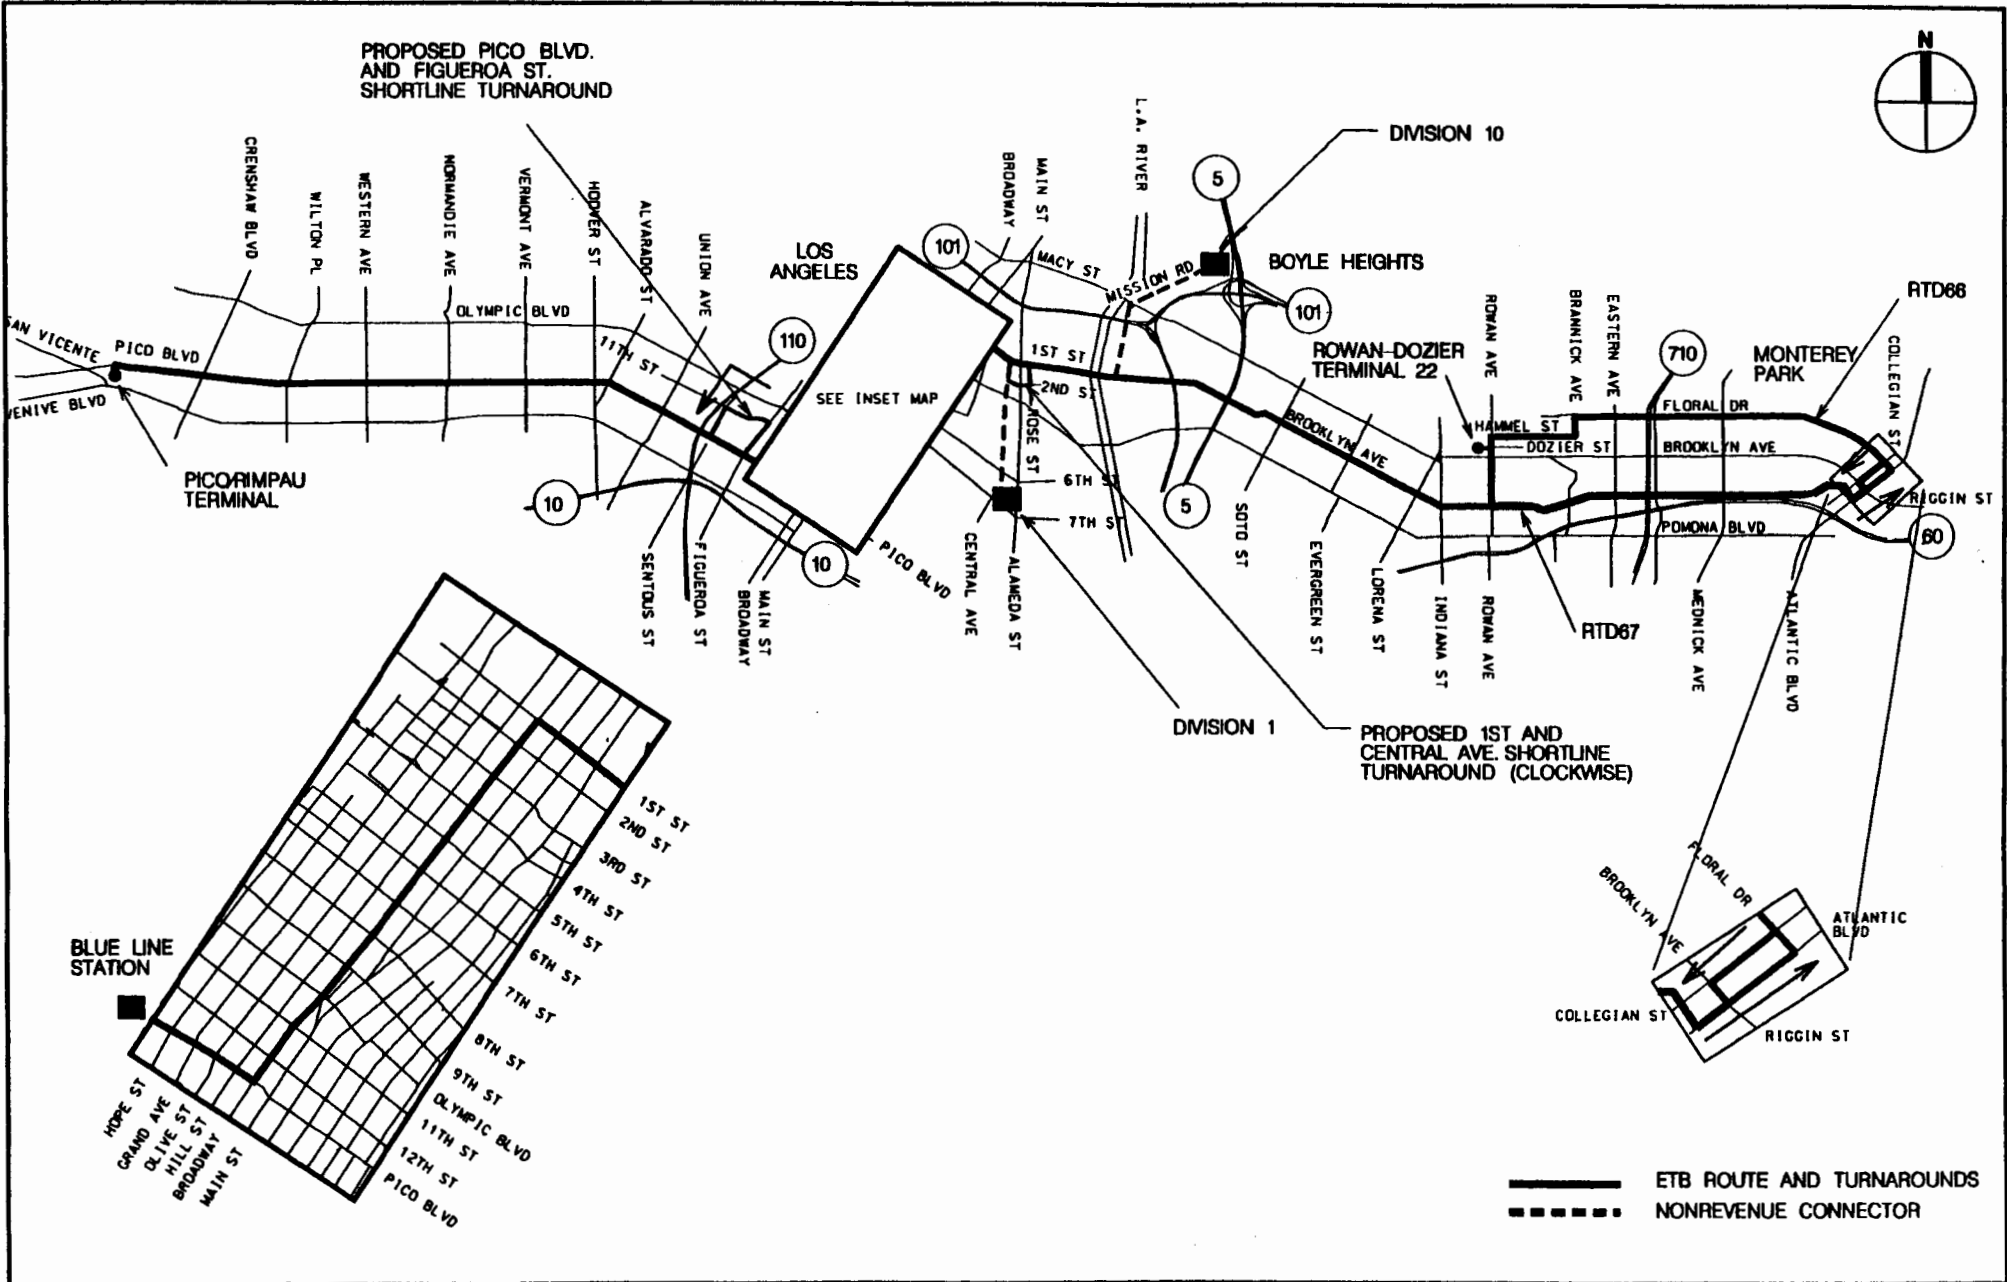 PROPOSED PICO BLVD.
AND FIGUEROA ST.
SHORTLINE TURNAROUND
N
DIVISION 10
L.A. RIVER
BROADWAY
MAIN ST
5
CRENSHAW BLVD
WILTON PL
WESTERN AVE
NORMANDIE AVE
VERMONT AVE
HOOVER ST
ALVARADO ST
UNION AVE
LOS
ANGELES
101
MACY ST
MISSION RD
BOYLE HEIGHTS
101
RTD66
OLYMPIC BLVD
SAN VICENTE
PICO BLVD
11TH ST
110
1ST ST
2ND ST
ROSE ST
ROWAN-DOZIER
TERMINAL 22
ROWAN AVE
BRANNICK AVE
EASTERN AVE
710
MONTEREY
PARK
COLLEGIAN ST
VENIVE BLVD
SEE INSET MAP
BROOKLYN AVE
FLORAL DR
HAMMEL ST
DOZIER ST
BROOKLYN AVE
PICO/RIMPAU
TERMINAL
10
6TH ST
7TH ST
5
RIGGIN ST
POMONA BLVD
60
10
PICO BLVD
SENTOUS ST
FIGUEROA ST
MAIN ST
BROADWAY
CENTRAL AVE
ALAMEDA ST
SOTO ST
EVERGREEN ST
LORENA ST
INDIANA ST
ROWAN AVE
RTD67
MEDNICK AVE
ATLANTIC BLVD
DIVISION 1
PROPOSED 1ST AND
CENTRAL AVE. SHORTLINE
TURNAROUND (CLOCKWISE)
1ST ST
2ND ST
3RD ST
4TH ST
5TH ST
6TH ST
7TH ST
8TH ST
9TH ST
OLYMPIC BLVD
11TH ST
12TH ST
PICO BLVD
BLUE LINE
STATION
HOPE ST
GRAND AVE
OLIVE ST
HILL ST
BROADWAY
MAIN ST
FLORAL DR
BROOKLYN AVE
ATLANTIC
BLVD
COLLEGIAN ST
RIGGIN ST
ETB ROUTE AND TURNAROUNDS
NONREVENUE CONNECTOR